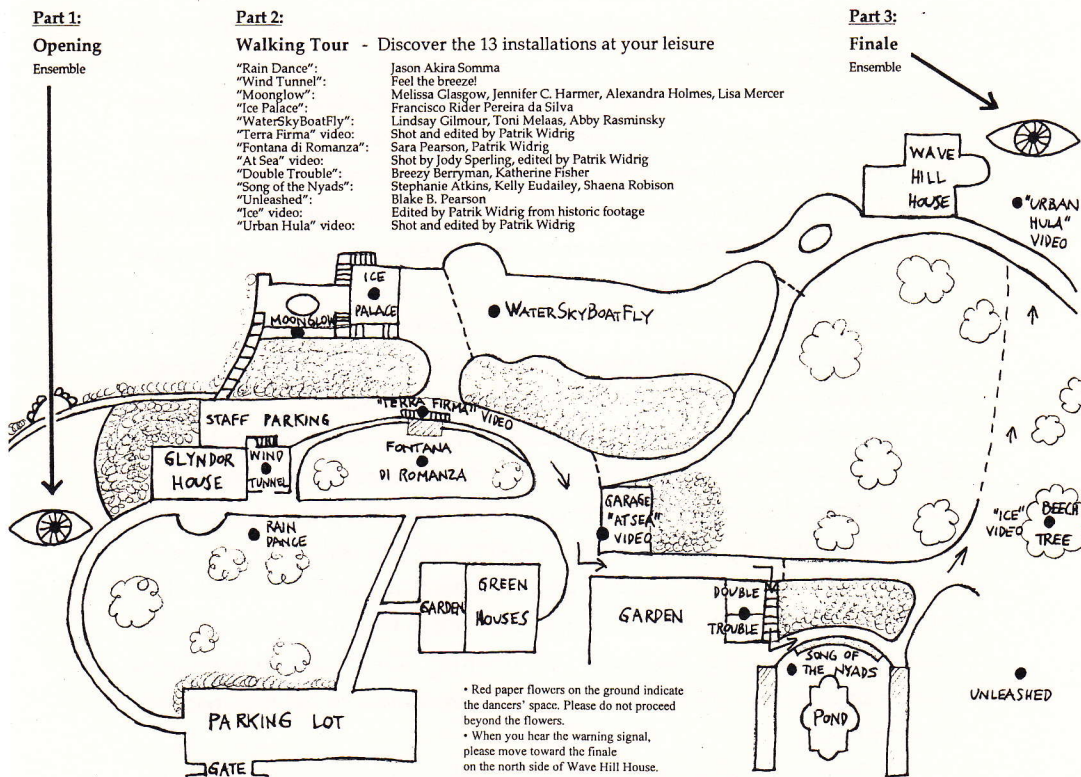 Part 1:
Opening
Ensemble
Part 2:
Walking Tour - Discover the 13 installations at your leisure
"Rain Dance": Jason Akira Somma
"Wind Tunnel": Feel the breeze!
"Moonglow": Melissa Glasgow, Jennifer C. Harmer, Alexandra Holmes, Lisa Mercer
"Ice Palace": Francisco Rider Pereira da Silva
"WaterSkyBoatFly": Lindsay Gilmour, Toni Melaas, Abby Rasminsky
"Terra Firma" video: Shot and edited by Patrik Widrig
"Fontana di Romanza": Sara Pearson, Patrik Widrig
"At Sea" video: Shot by Jody Sperling, edited by Patrik Widrig
"Double Trouble": Breezy Berryman, Katherine Fisher
"Song of the Nyads": Stephanie Atkins, Kelly Eudailey, Shaena Robison
"Unleashed": Blake B. Pearson
"Ice" video: Edited by Patrik Widrig from historic footage
"Urban Hula" video: Shot and edited by Patrik Widrig
Part 3:
Finale
Ensemble
WAVE
HILL
HOUSE
"URBAN
HULA"
VIDEO
ICE
PALACE
MOONGLOW
WATERSKYBOATFLY
"TERRA FIRMA" VIDEO
STAFF PARKING
GLYNDOR
HOUSE
WIND
TUNNEL
FONTANA
DI ROMANZA
RAIN
DANCE
GARAGE
"AT SEA"
VIDEO
"ICE"
VIDEO
BEECH
TREE
GARDEN
GREEN
HOUSES
GARDEN
DOUBLE
TROUBLE
SONG OF
THE NYADS
POND
UNLEASHED
PARKING LOT
GATE
• Red paper flowers on the ground indicate
the dancers' space. Please do not proceed
beyond the flowers.
• When you hear the warning signal,
please move toward the finale
on the north side of Wave Hill House.